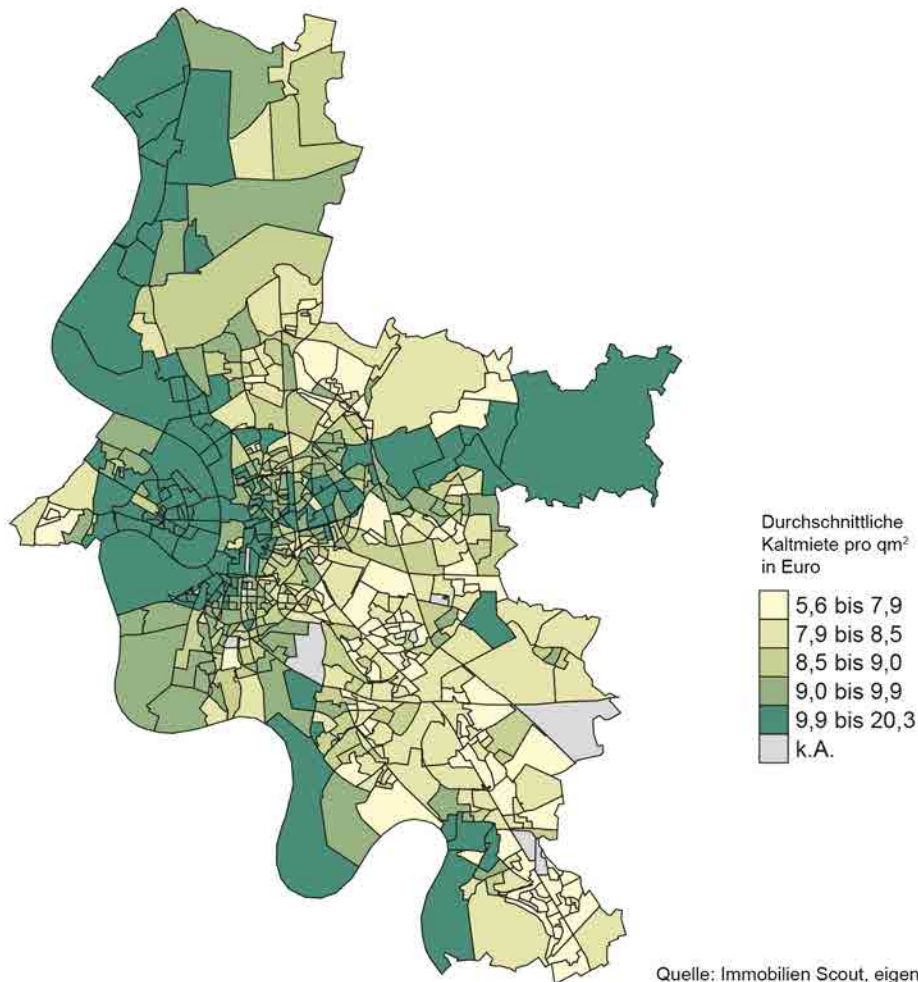 Durchschnittliche
Kaltmiete pro qm²
in Euro
5,6 bis 7,9
7,9 bis 8,5
8,5 bis 9,0
9,0 bis 9,9
9,9 bis 20,3
k.A.
Quelle: Immobilien Scout, eigen